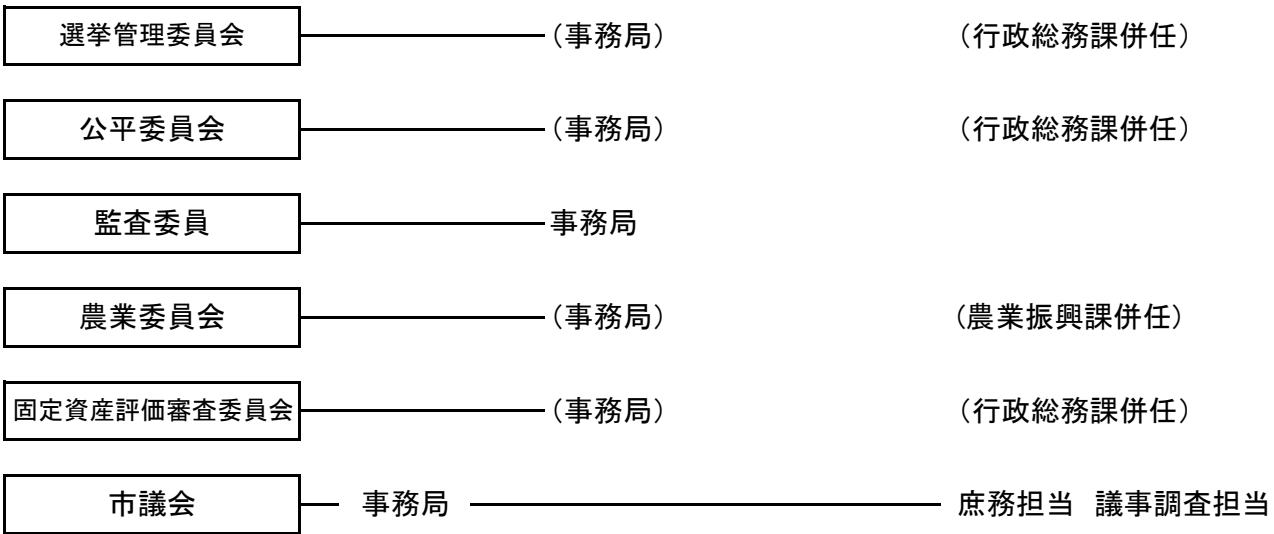 選挙管理委員会 （事務局） （行政総務課併任）
公平委員会 （事務局） （行政総務課併任）
監査委員 事務局
農業委員会 （事務局） （農業振興課併任）
固定資産評価審査委員会 （事務局） （行政総務課併任）
市議会 事務局 庶務担当 議事調査担当